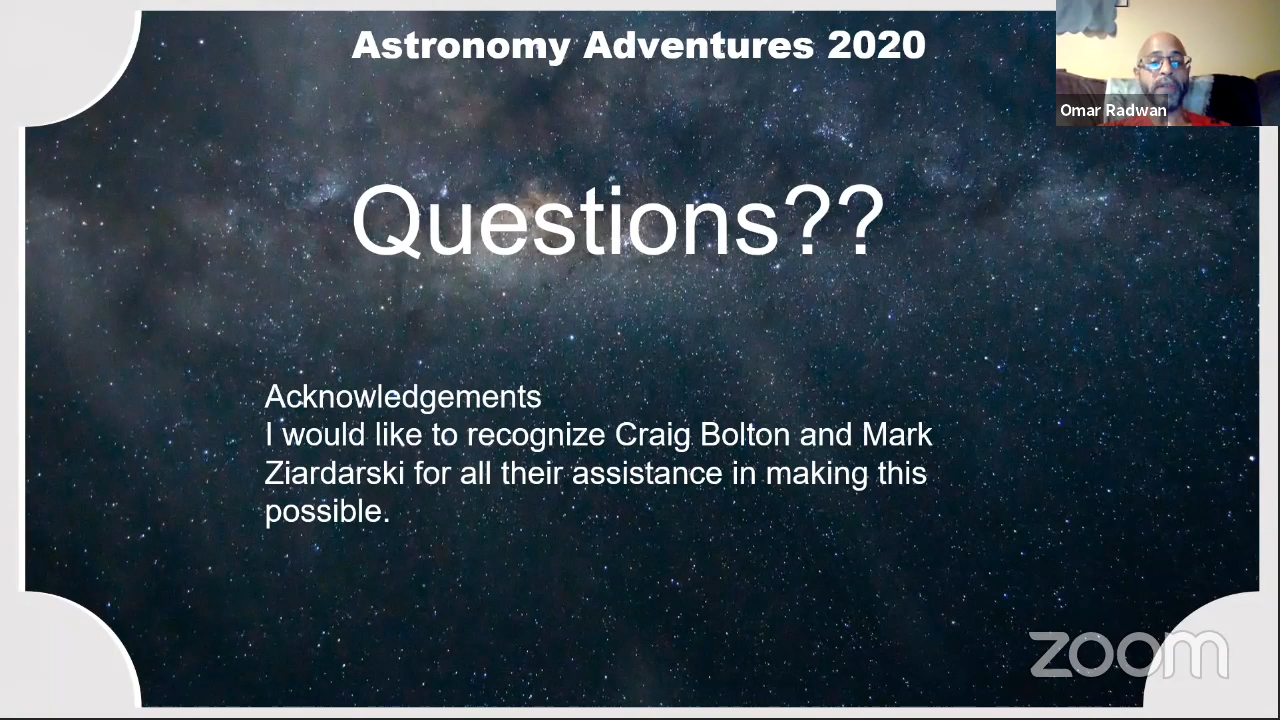 Astronomy Adventures 2020
Omar Radwan
Questions??
Acknowledgements
I would like to recognize Craig Bolton and Mark
Ziardarski for all their assistance in making this
possible.
zoom